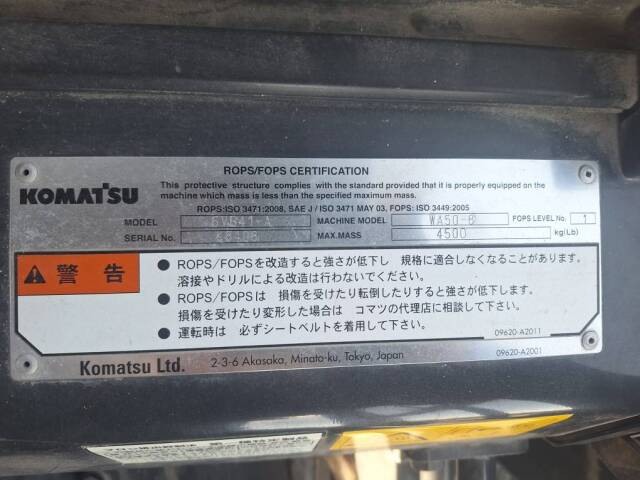 ROPS/FOPS CERTIFICATION
KOMATSU
This protective structure complies with the standard provided that it is properly equipped on the
machine which mass is less than the specified maximum mass.
ROPS:ISO 3471:2008, SAE J / ISO 3471 MAY 03, FOPS: ISO 3449:2005
MODEL MACHINE MODEL WA50-6 FOPS LEVEL No. 1
SERIAL No. MAX.MASS 4500 kg(Lb)
警告
● ROPS/FOPSを改造すると強さが低下し 規格に適合しなくなることがあります.
溶接やドリルによる改造は行わないでください.
● ROPS/FOPSは 損傷を受けたり転倒したりすると強さが低下します.
損傷を受けたり変形した場合は コマツの代理店に相談してください.
● 運転時は 必ずシートベルトを着用して下さい.
09620-A2011
Komatsu Ltd. 2-3-6 Akasaka, Minato-ku, Tokyo, Japan
09620-A2001